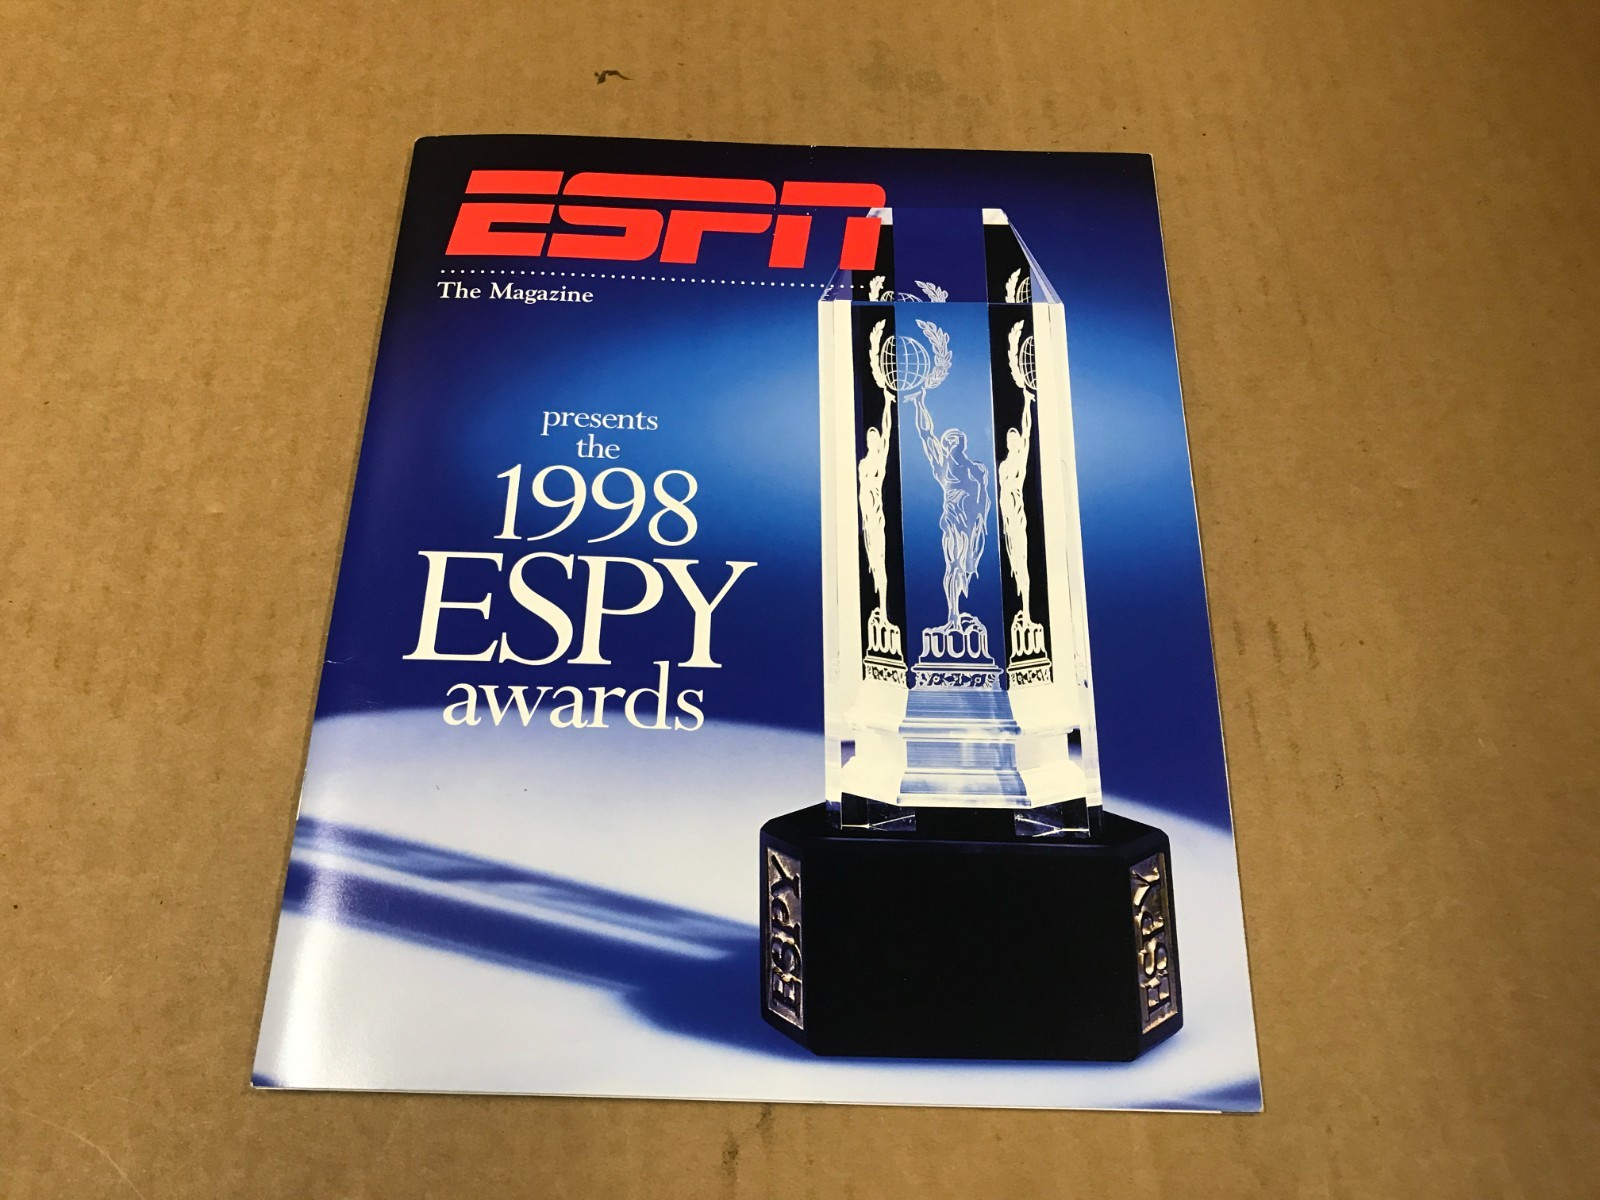 ESPN
The Magazine
presents
the
1998
ESPY
awards
ESPY
ESPY